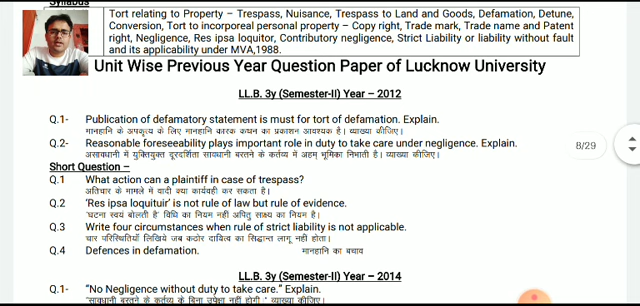 Syllabus
Tort relating to Property – Trespass, Nuisance, Trespass to Land and Goods, Defamation, Detune,
Conversion, Tort to incorporeal personal property – Copy right, Trade mark, Trade name and Patent
right, Negligence, Res ipsa loquitor, Contributory negligence, Strict Liability or liability without fault
and its applicability under MVA,1988.
Unit Wise Previous Year Question Paper of Lucknow University
LL.B. 3y (Semester-II) Year – 2012
Q.1- Publication of defamatory statement is must for tort of defamation. Explain.
मानहानि के अपकृत्य के लिए मानहानि कारक कथन का प्रकाशन आवश्यक है। व्याख्या कीजिए।
Q.2- Reasonable foreseeability plays important role in duty to take care under negligence. Explain.
असावधानी में युक्तियुक्त दूरदर्शिता सावधानी बरतने के कर्तव्य में अहम् भूमिका निभाती है। व्याख्या कीजिए।
8/29
Short Question –
Q.1 What action can a plaintiff in case of trespass?
अतिचार के मामले में वादी क्या कार्यवही कर सकता है।
Q.2 ‘Res ipsa loquituir’ is not rule of law but rule of evidence.
‘घटना स्वयं बोलती है’ विधि का नियम नहीं अपितु साक्ष्य का नियम है।
Q.3 Write four circumstances when rule of strict liability is not applicable.
चार परिस्थितियाँ लिखिये जब कठोर दायित्व का सिद्धान्त लागू नही होता।
Q.4 Defences in defamation. मानहानि का बचाव
LL.B. 3y (Semester-II) Year – 2014
Q.1- “No Negligence without duty to take care.” Explain.
“सावधानी बरतने के कर्तव्य के बिना उपेक्षा नहीं होगी।” व्याख्या कीजिए।